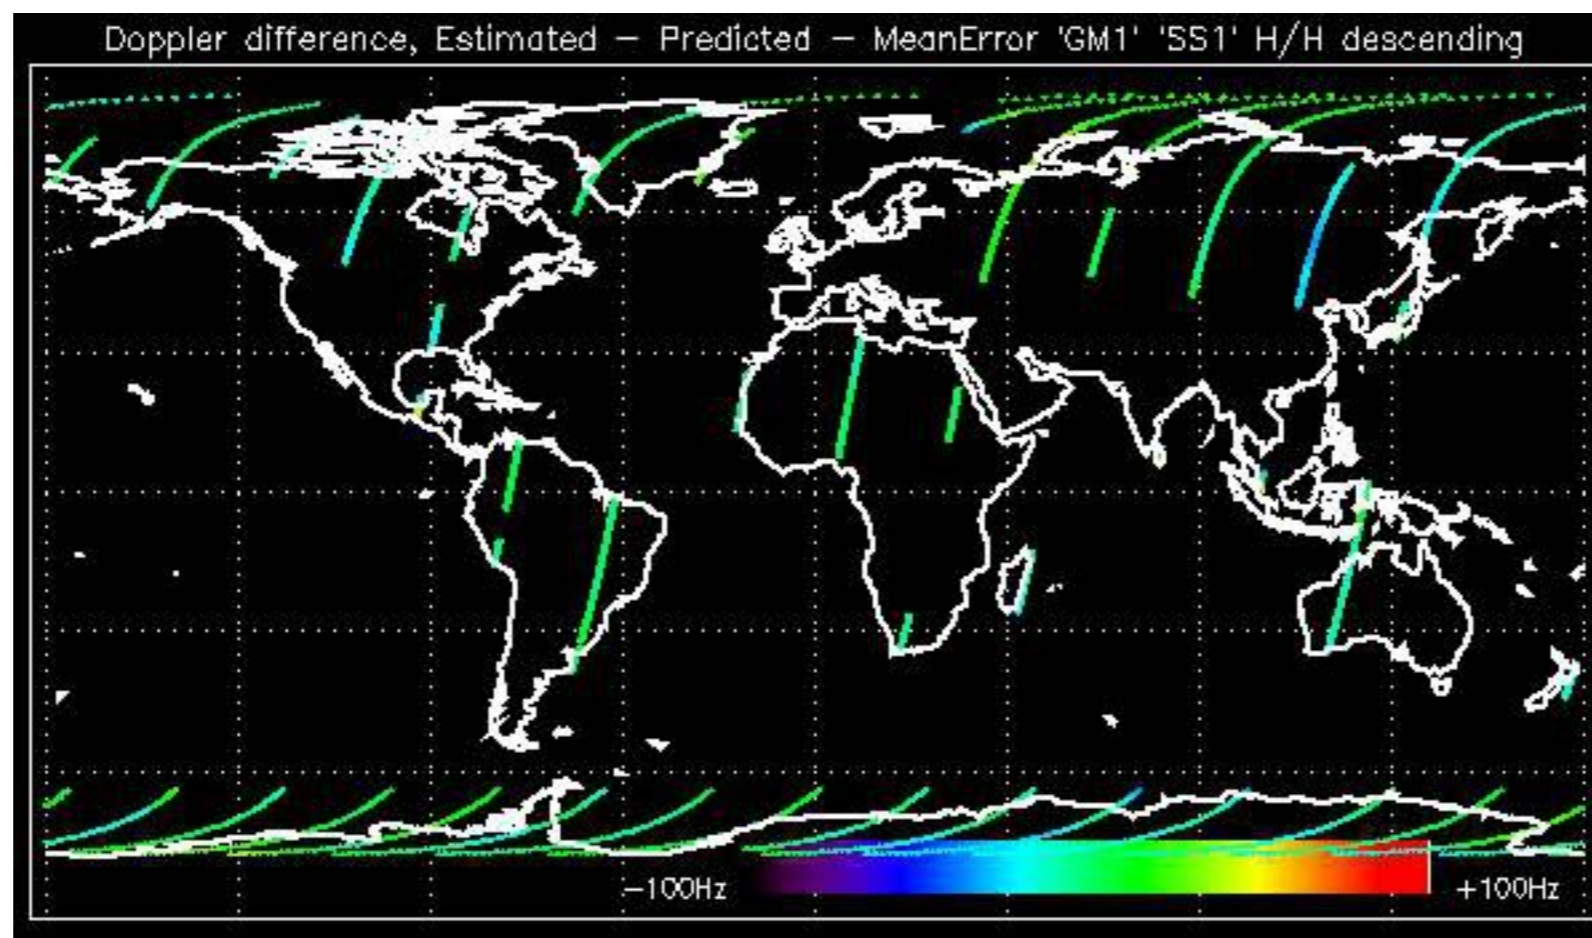 Doppler difference, Estimated − Predicted − MeanError 'GM1' 'SS1' H/H descending
−100Hz +100Hz